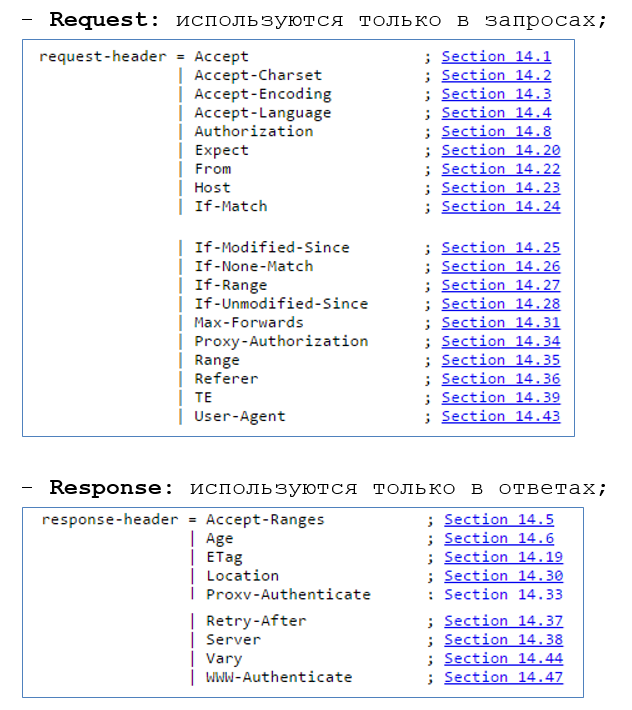 - Request: используются только в запросах;
request-header = Accept ; Section 14.1
| Accept-Charset ; Section 14.2
| Accept-Encoding ; Section 14.3
| Accept-Language ; Section 14.4
| Authorization ; Section 14.8
| Expect ; Section 14.20
| From ; Section 14.22
| Host ; Section 14.23
| If-Match ; Section 14.24
| If-Modified-Since ; Section 14.25
| If-None-Match ; Section 14.26
| If-Range ; Section 14.27
| If-Unmodified-Since ; Section 14.28
| Max-Forwards ; Section 14.31
| Proxy-Authorization ; Section 14.34
| Range ; Section 14.35
| Referer ; Section 14.36
| TE ; Section 14.39
| User-Agent ; Section 14.43
- Response: используются только в ответах;
response-header = Accept-Ranges ; Section 14.5
| Age ; Section 14.6
| ETag ; Section 14.19
| Location ; Section 14.30
| Proxy-Authenticate : Section 14.33
| Retry-After ; Section 14.37
| Server ; Section 14.38
| Vary ; Section 14.44
| WWW-Authenticate ; Section 14.47